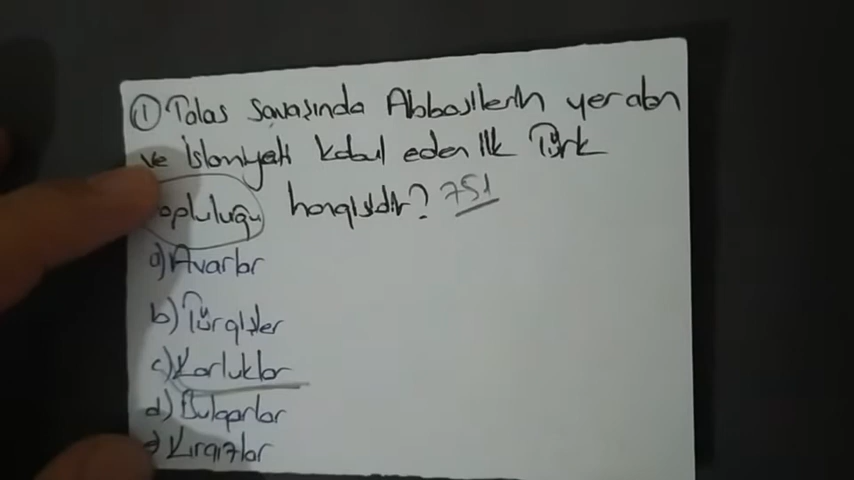 ① Talas Savaşında Abbasilerin yer alan
ve İslamiyeti kabul eden ilk Türk
opluluğu hangisidir? 751
a) Avarlar
b) Türgişler
c) Karluklar
d) Bulgarlar
e) Kırgızlar